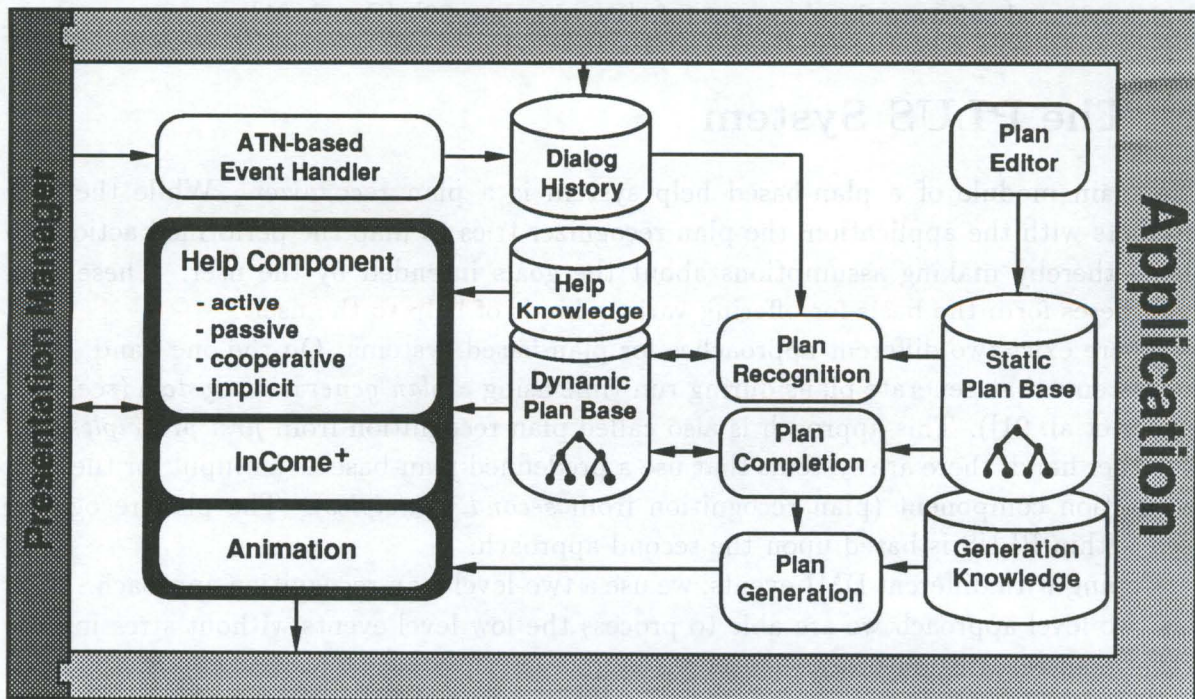 Presentation Manager
ATN-based
Event Handler
Dialog
History
Plan
Editor
Application
Help Component
- active
- passive
- cooperative
- implicit
InCome+
Animation
Help
Knowledge
Dynamic
Plan Base
Plan
Recognition
Plan
Completion
Plan
Generation
Static
Plan Base
Generation
Knowledge